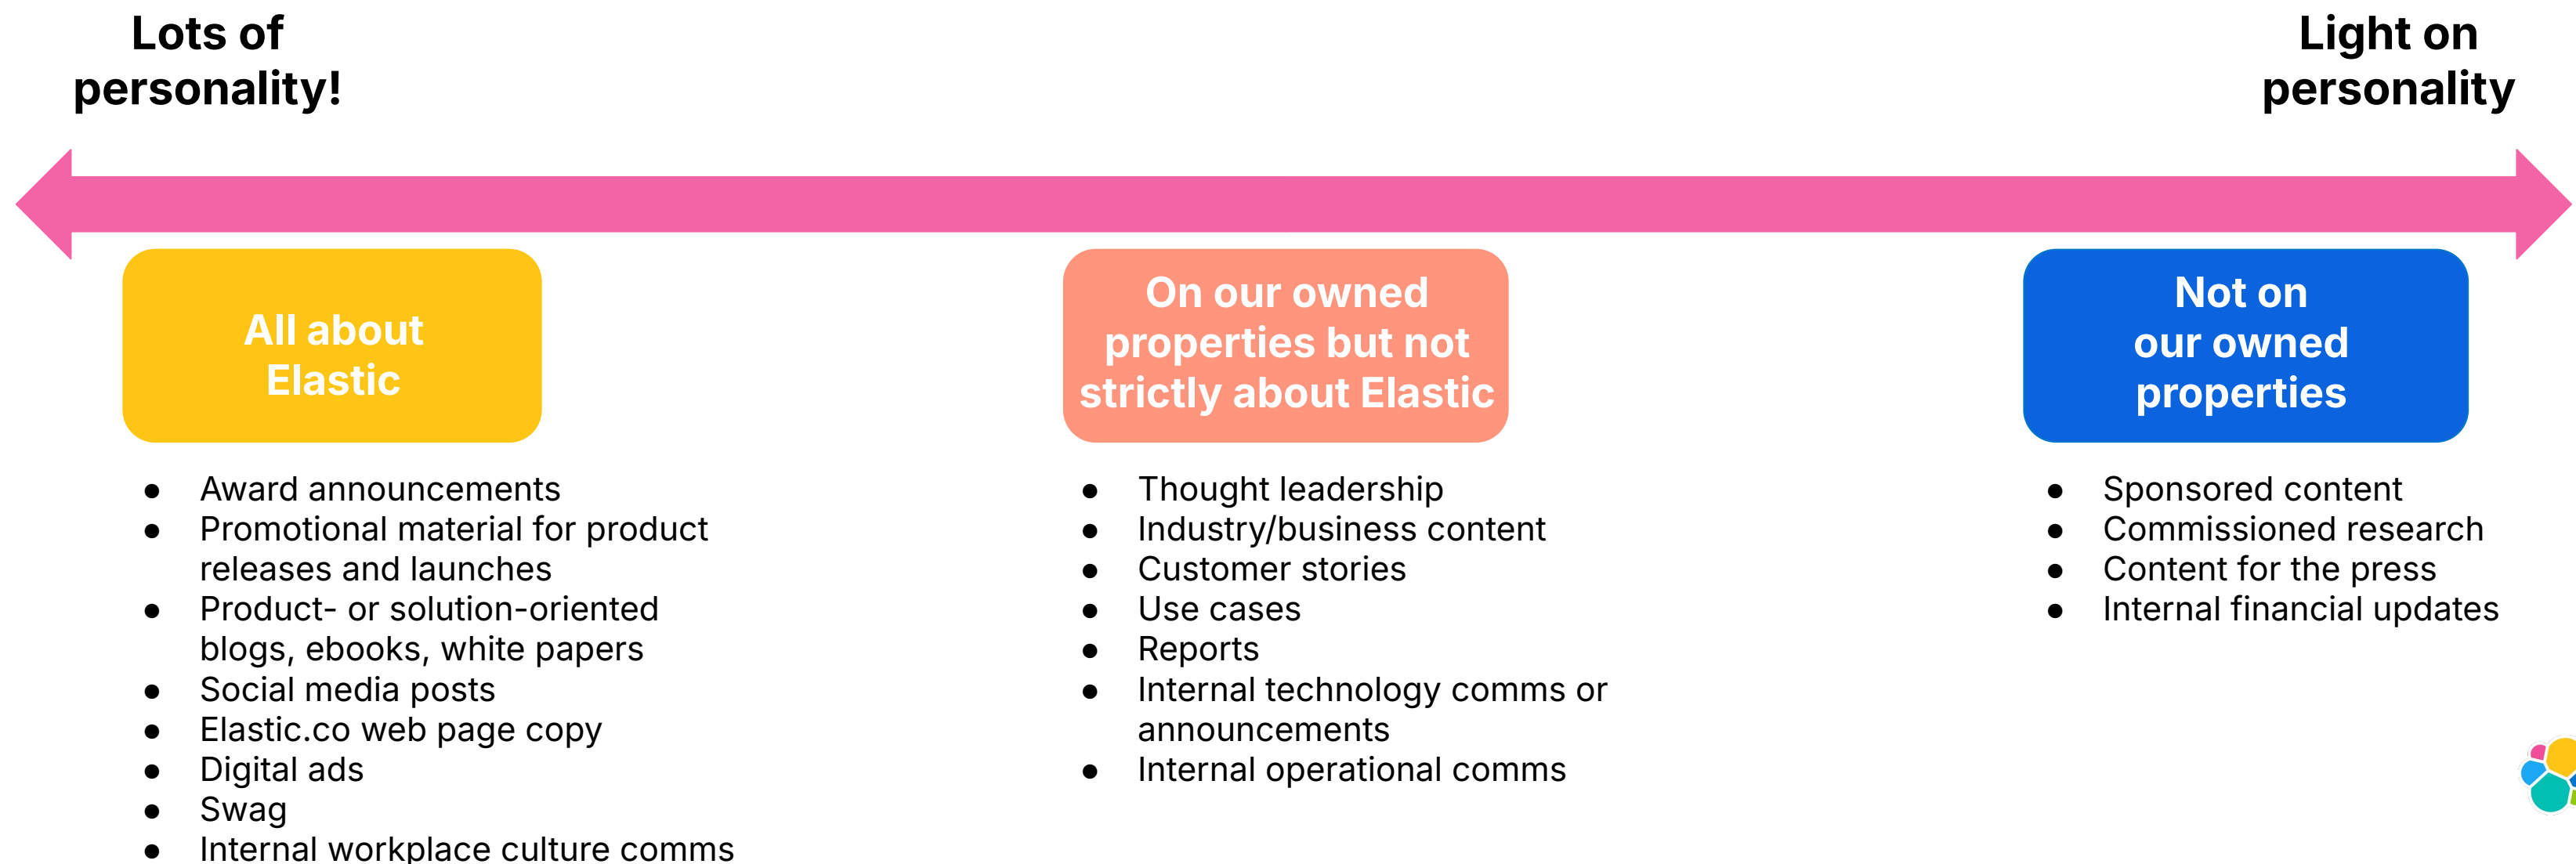 Lots of
personality!
Light on
personality
All about
Elastic
● Award announcements
● Promotional material for product
releases and launches
● Product- or solution-oriented
blogs, ebooks, white papers
● Social media posts
● Elastic.co web page copy
● Digital ads
● Swag
● Internal workplace culture comms
On our owned
properties but not
strictly about Elastic
● Thought leadership
● Industry/business content
● Customer stories
● Use cases
● Reports
● Internal technology comms or
announcements
● Internal operational comms
Not on
our owned
properties
● Sponsored content
● Commissioned research
● Content for the press
● Internal financial updates